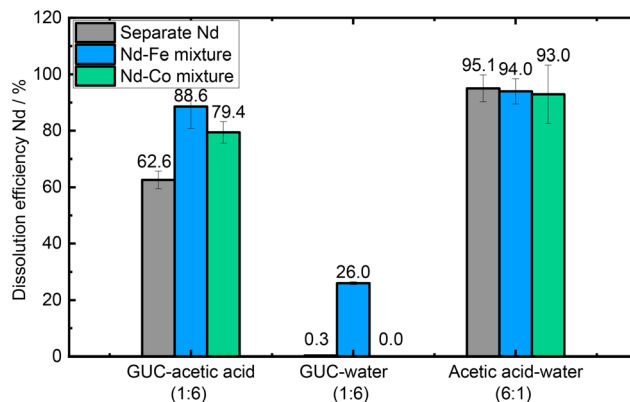 Dissolution efficiency Nd / %
120
100
80
60
40
20
0
Separate Nd
Nd-Fe mixture
Nd-Co mixture
62.6
88.6
79.4
0.3
26.0
0.0
95.1
94.0
93.0
GUC-acetic acid
(1:6)
GUC-water
(1:6)
Acetic acid-water
(6:1)